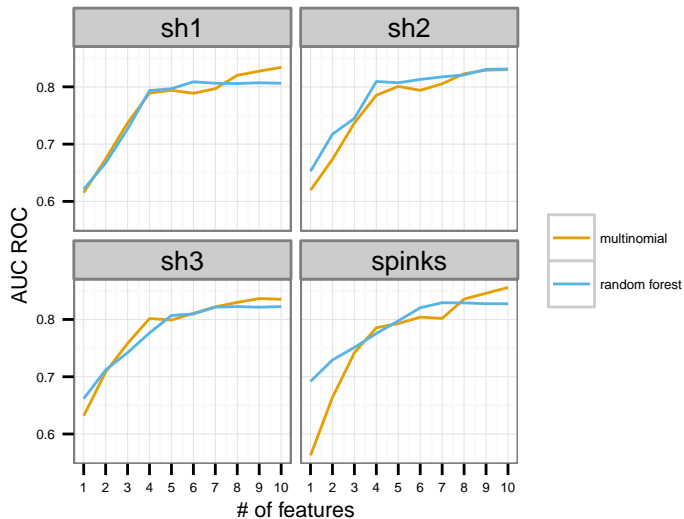 sh1
sh2
0.8
0.7
0.6
sh3
spinks
0.8
0.7
0.6
1 2 3 4 5 6 7 8 9 10
1 2 3 4 5 6 7 8 9 10
# of features
AUC ROC
multinomial
random forest